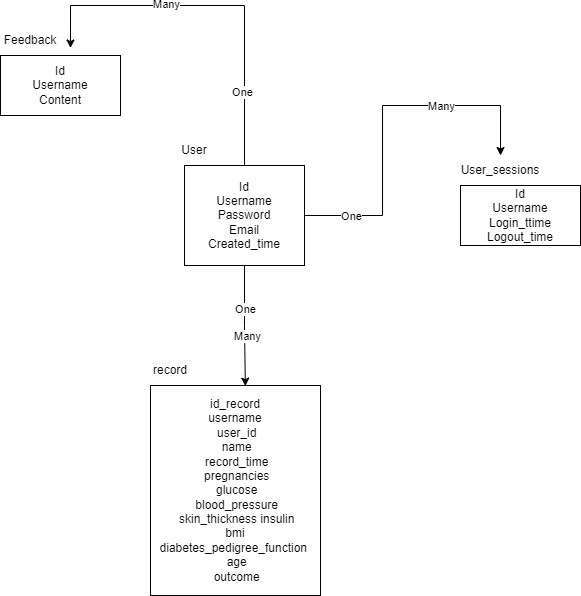 Many
Feedback
Id
Username
Content
One
Many
User
User_sessions
Id
Username
Password
Email
Created_time
One
Id
Username
Login_ttime
Logout_time
One
Many
record
id_record
username
user_id
name
record_time
pregnancies
glucose
blood_pressure
skin_thickness insulin
bmi
diabetes_pedigree_function
age
outcome